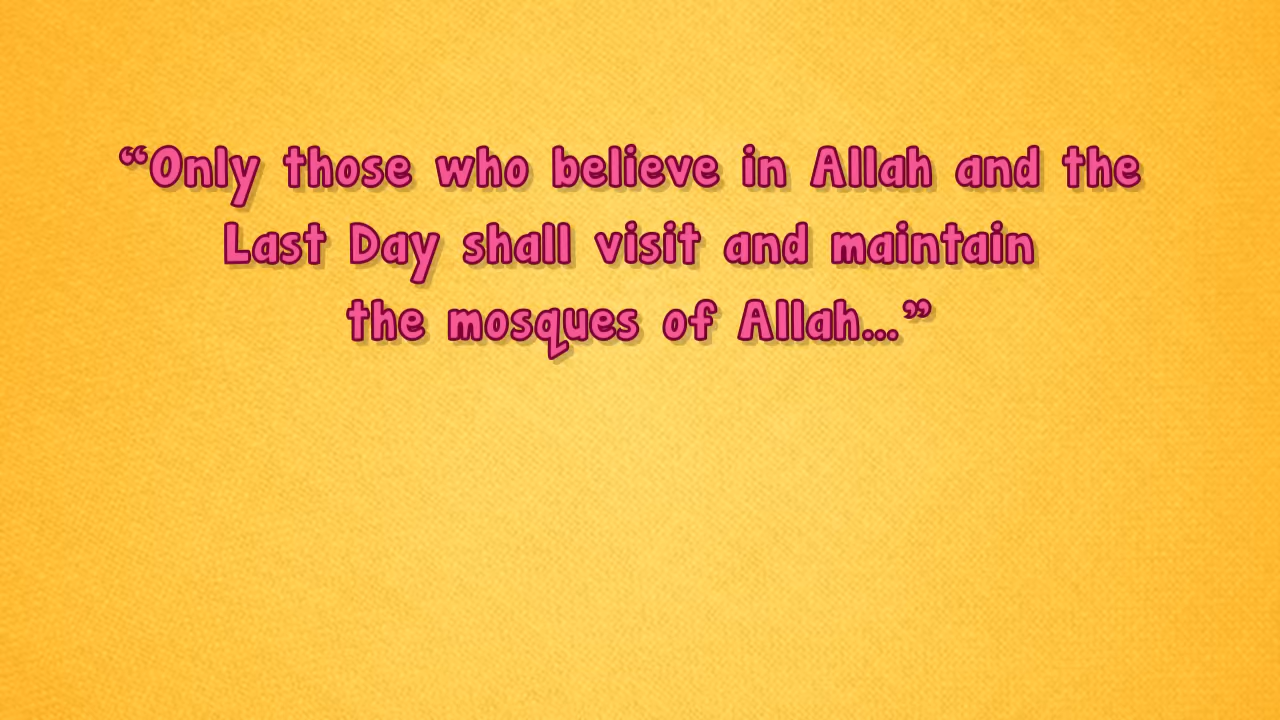 “Only those who believe in Allah and the
Last Day shall visit and maintain
the mosques of Allah...”